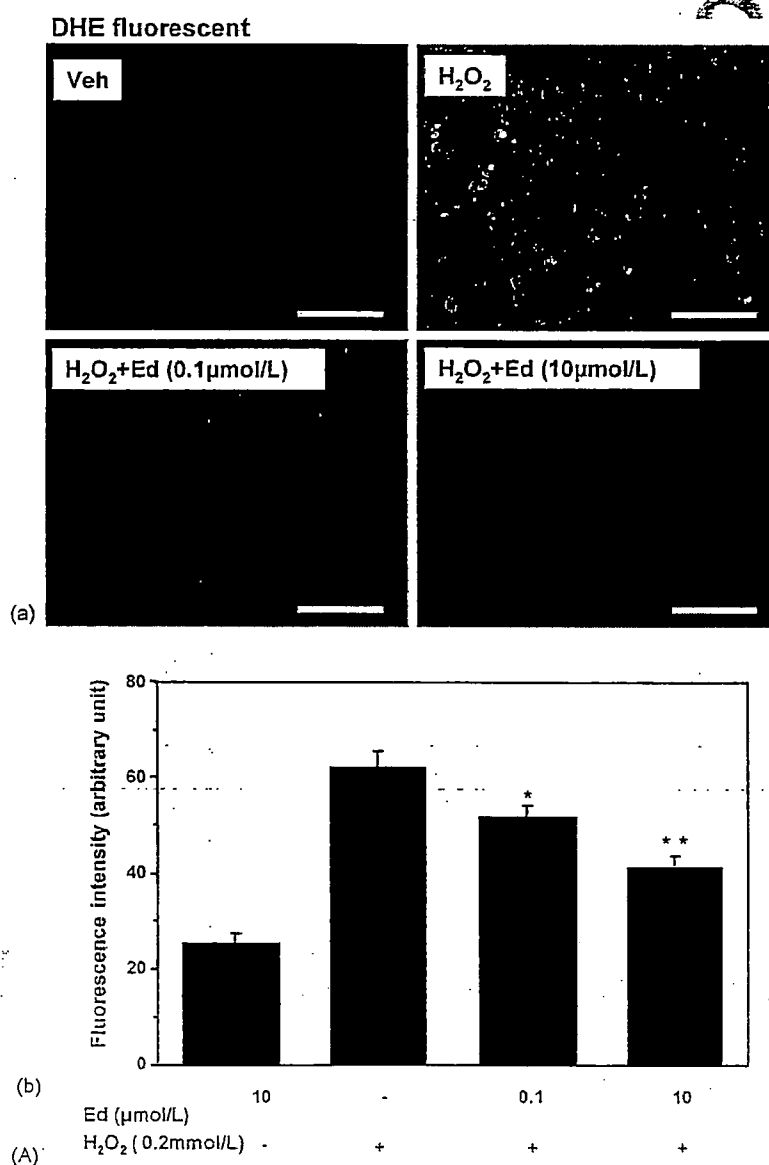 DHE fluorescent
Veh
H₂O₂
H₂O₂+Ed (0.1μmol/L)
H₂O₂+Ed (10μmol/L)
(a)
Fluorescence intensity (arbitrary unit)
80
60
40
20
0
*
**
(b)
10 - 0.1 10
Ed (μmol/L)
H₂O₂ (0.2mmol/L) - + + +
(A)